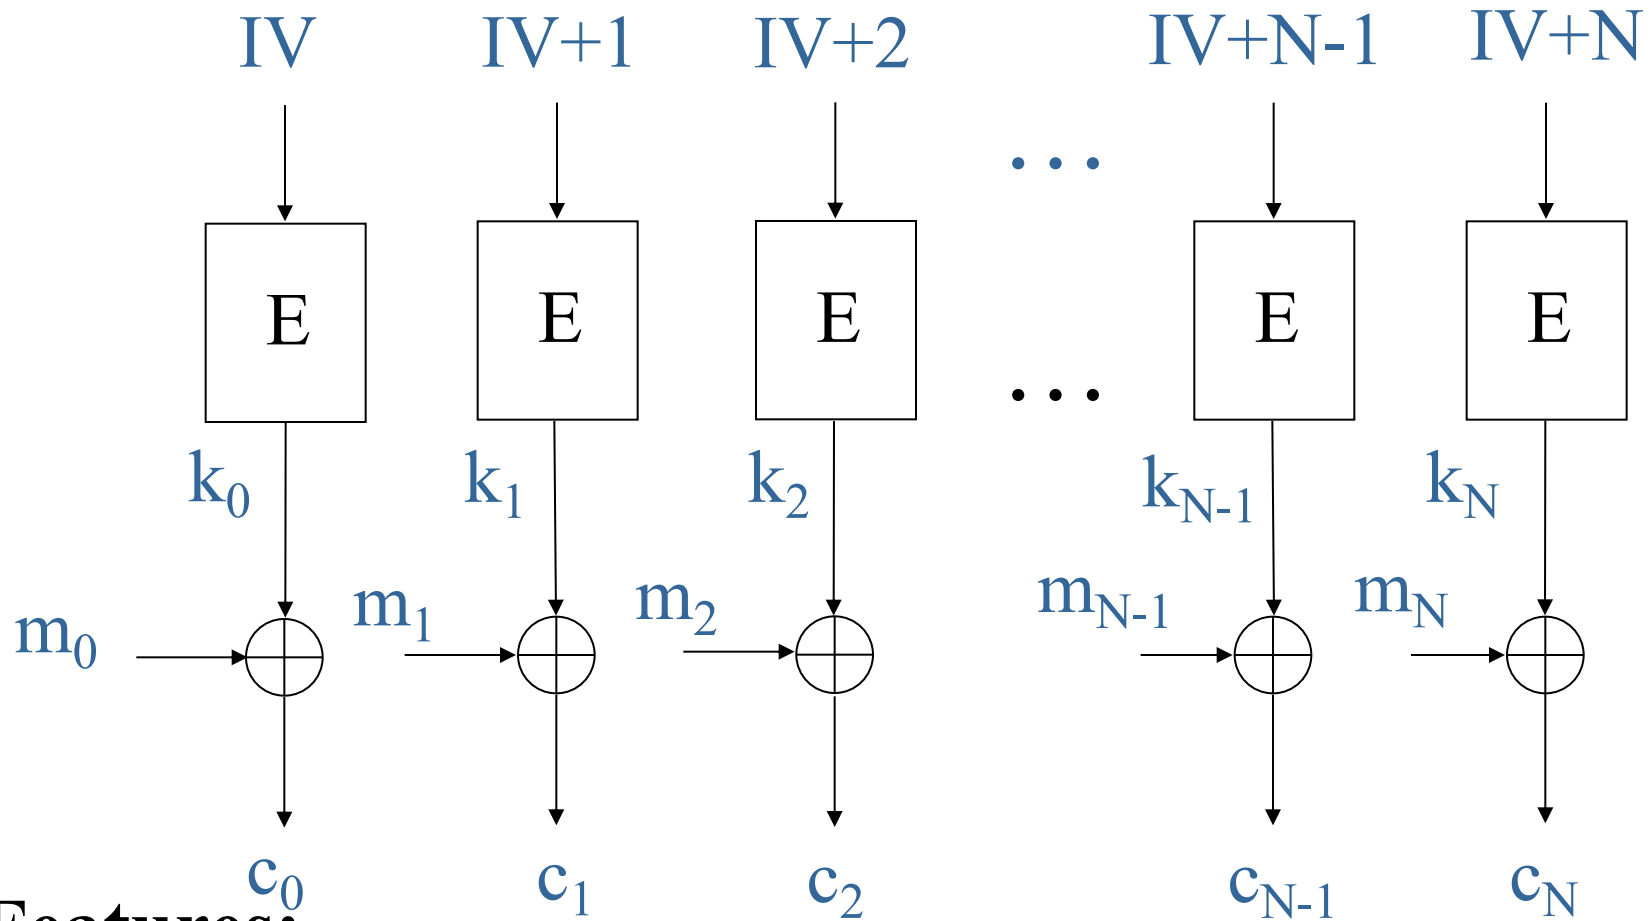 IV IV+1 IV+2 IV+N-1 IV+N
... 
E E E E E
...
k0 k1 k2 kN-1 kN
m0 m1 m2 mN-1 mN
c0 c1 c2 cN-1 cN
Features: